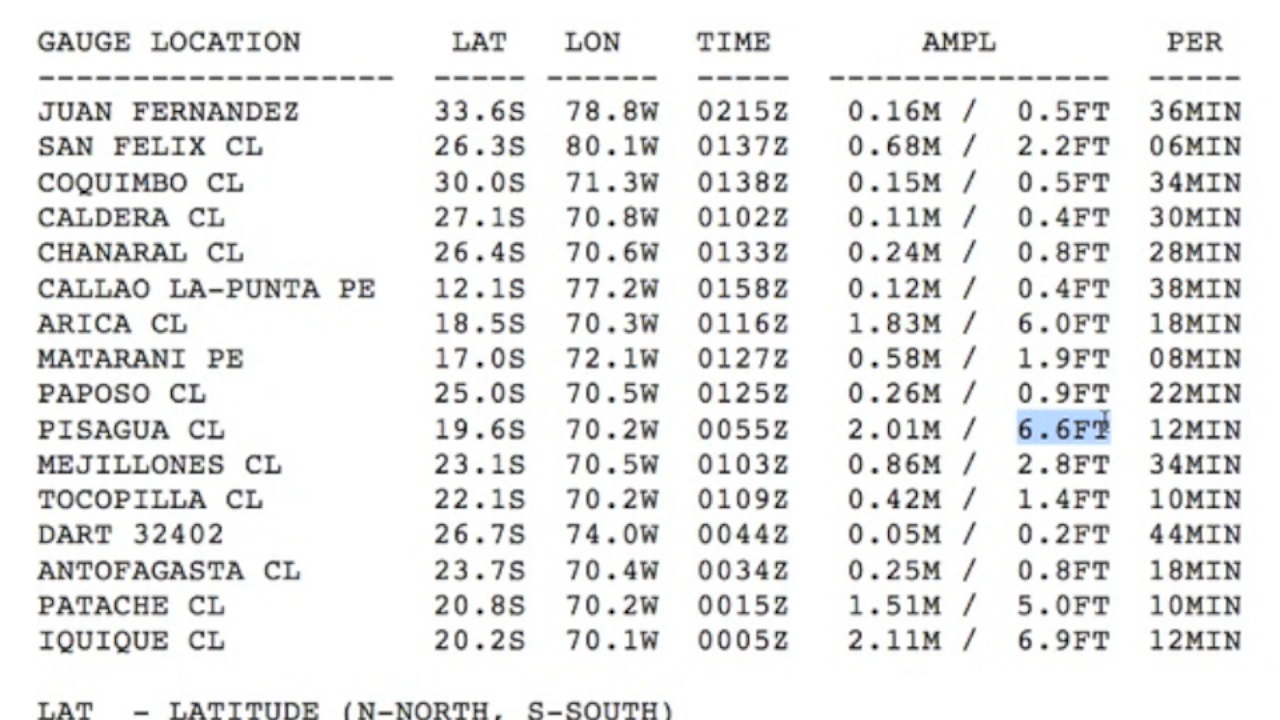 GAUGE LOCATION LAT LON TIME AMPL PER
------------------- ----- ------ ----- --------------- -----
JUAN FERNANDEZ 33.6S 78.8W 0215Z 0.16M / 0.5FT 36MIN
SAN FELIX CL 26.3S 80.1W 0137Z 0.68M / 2.2FT 06MIN
COQUIMBO CL 30.0S 71.3W 0138Z 0.15M / 0.5FT 34MIN
CALDERA CL 27.1S 70.8W 0102Z 0.11M / 0.4FT 30MIN
CHANARAL CL 26.4S 70.6W 0133Z 0.24M / 0.8FT 28MIN
CALLAO LA-PUNTA PE 12.1S 77.2W 0158Z 0.12M / 0.4FT 38MIN
ARICA CL 18.5S 70.3W 0116Z 1.83M / 6.0FT 18MIN
MATARANI PE 17.0S 72.1W 0127Z 0.58M / 1.9FT 08MIN
PAPOSO CL 25.0S 70.5W 0125Z 0.26M / 0.9FT 22MIN
PISAGUA CL 19.6S 70.2W 0055Z 2.01M / 6.6FT 12MIN
MEJILLONES CL 23.1S 70.5W 0103Z 0.86M / 2.8FT 34MIN
TOCOPILLA CL 22.1S 70.2W 0109Z 0.42M / 1.4FT 10MIN
DART 32402 26.7S 74.0W 0044Z 0.05M / 0.2FT 44MIN
ANTOFAGASTA CL 23.7S 70.4W 0034Z 0.25M / 0.8FT 18MIN
PATACHE CL 20.8S 70.2W 0015Z 1.51M / 5.0FT 10MIN
IQUIQUE CL 20.2S 70.1W 0005Z 2.11M / 6.9FT 12MIN
LAT - LATITUDE (N-NORTH, S-SOUTH)